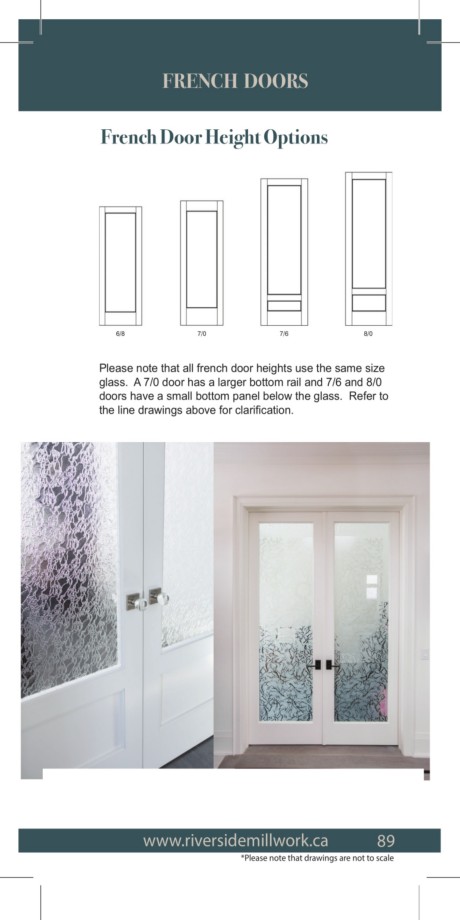 FRENCH DOORS
French Door Height Options
6/8 7/0 7/6 8/0
Please note that all french door heights use the same size
glass. A 7/0 door has a larger bottom rail and 7/6 and 8/0
doors have a small bottom panel below the glass. Refer to
the line drawings above for clarification.
www.riversidemillwork.ca 89
*Please note that drawings are not to scale